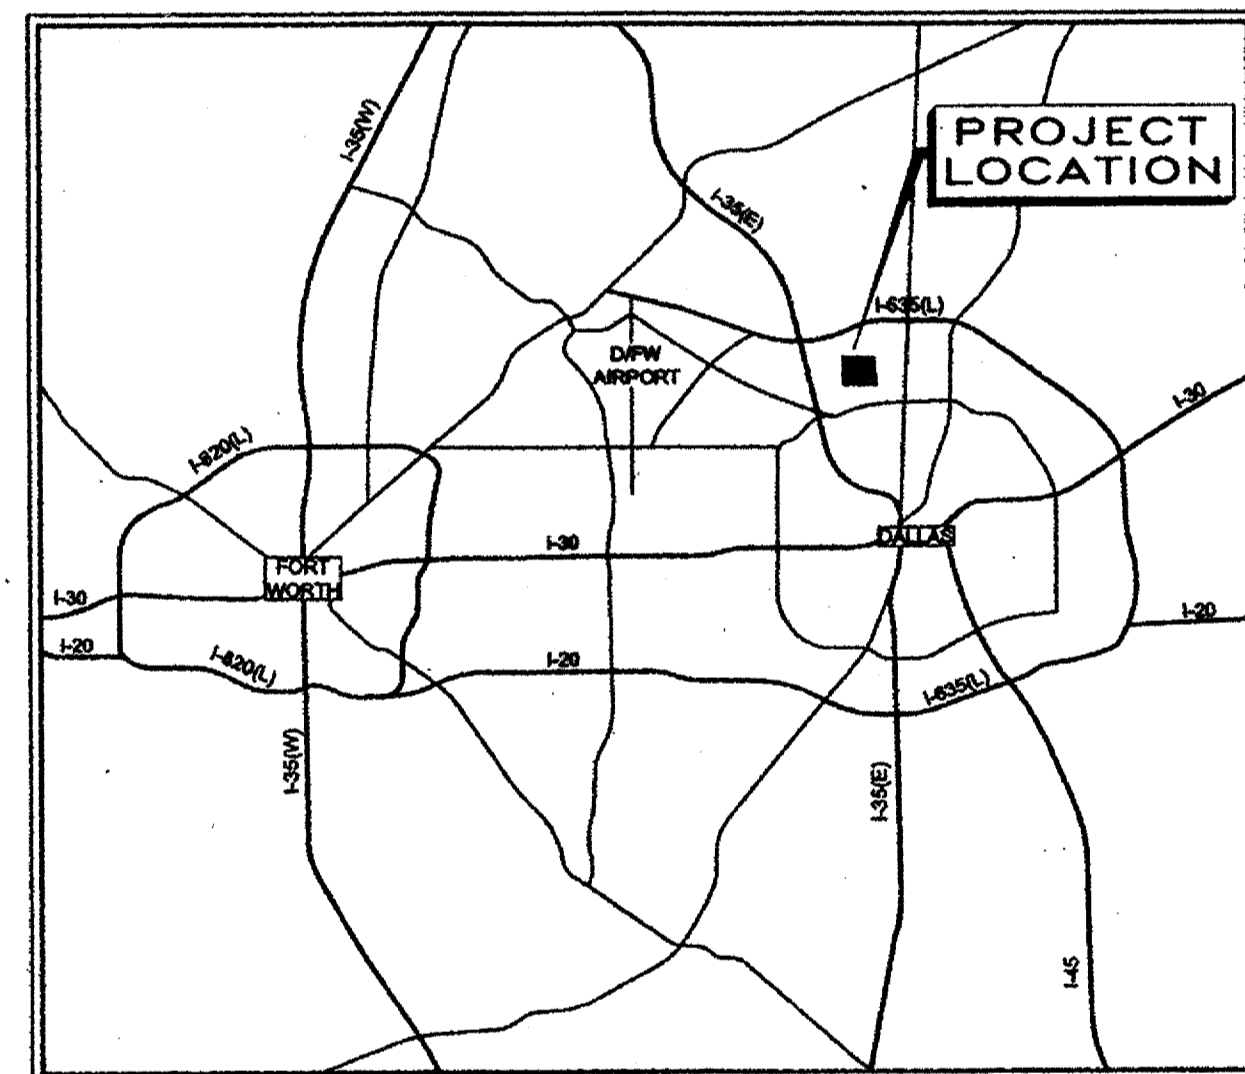 I-35(W)
PROJECT
LOCATION
I-35(E)
I-635(L)
D/FW
AIRPORT
I-30
I-820(L)
I-30
DALLAS
FORT
WORTH
I-30
I-20
I-20
I-820(L)
I-20
I-635(L)
I-35(W)
I-35(E)
I-45